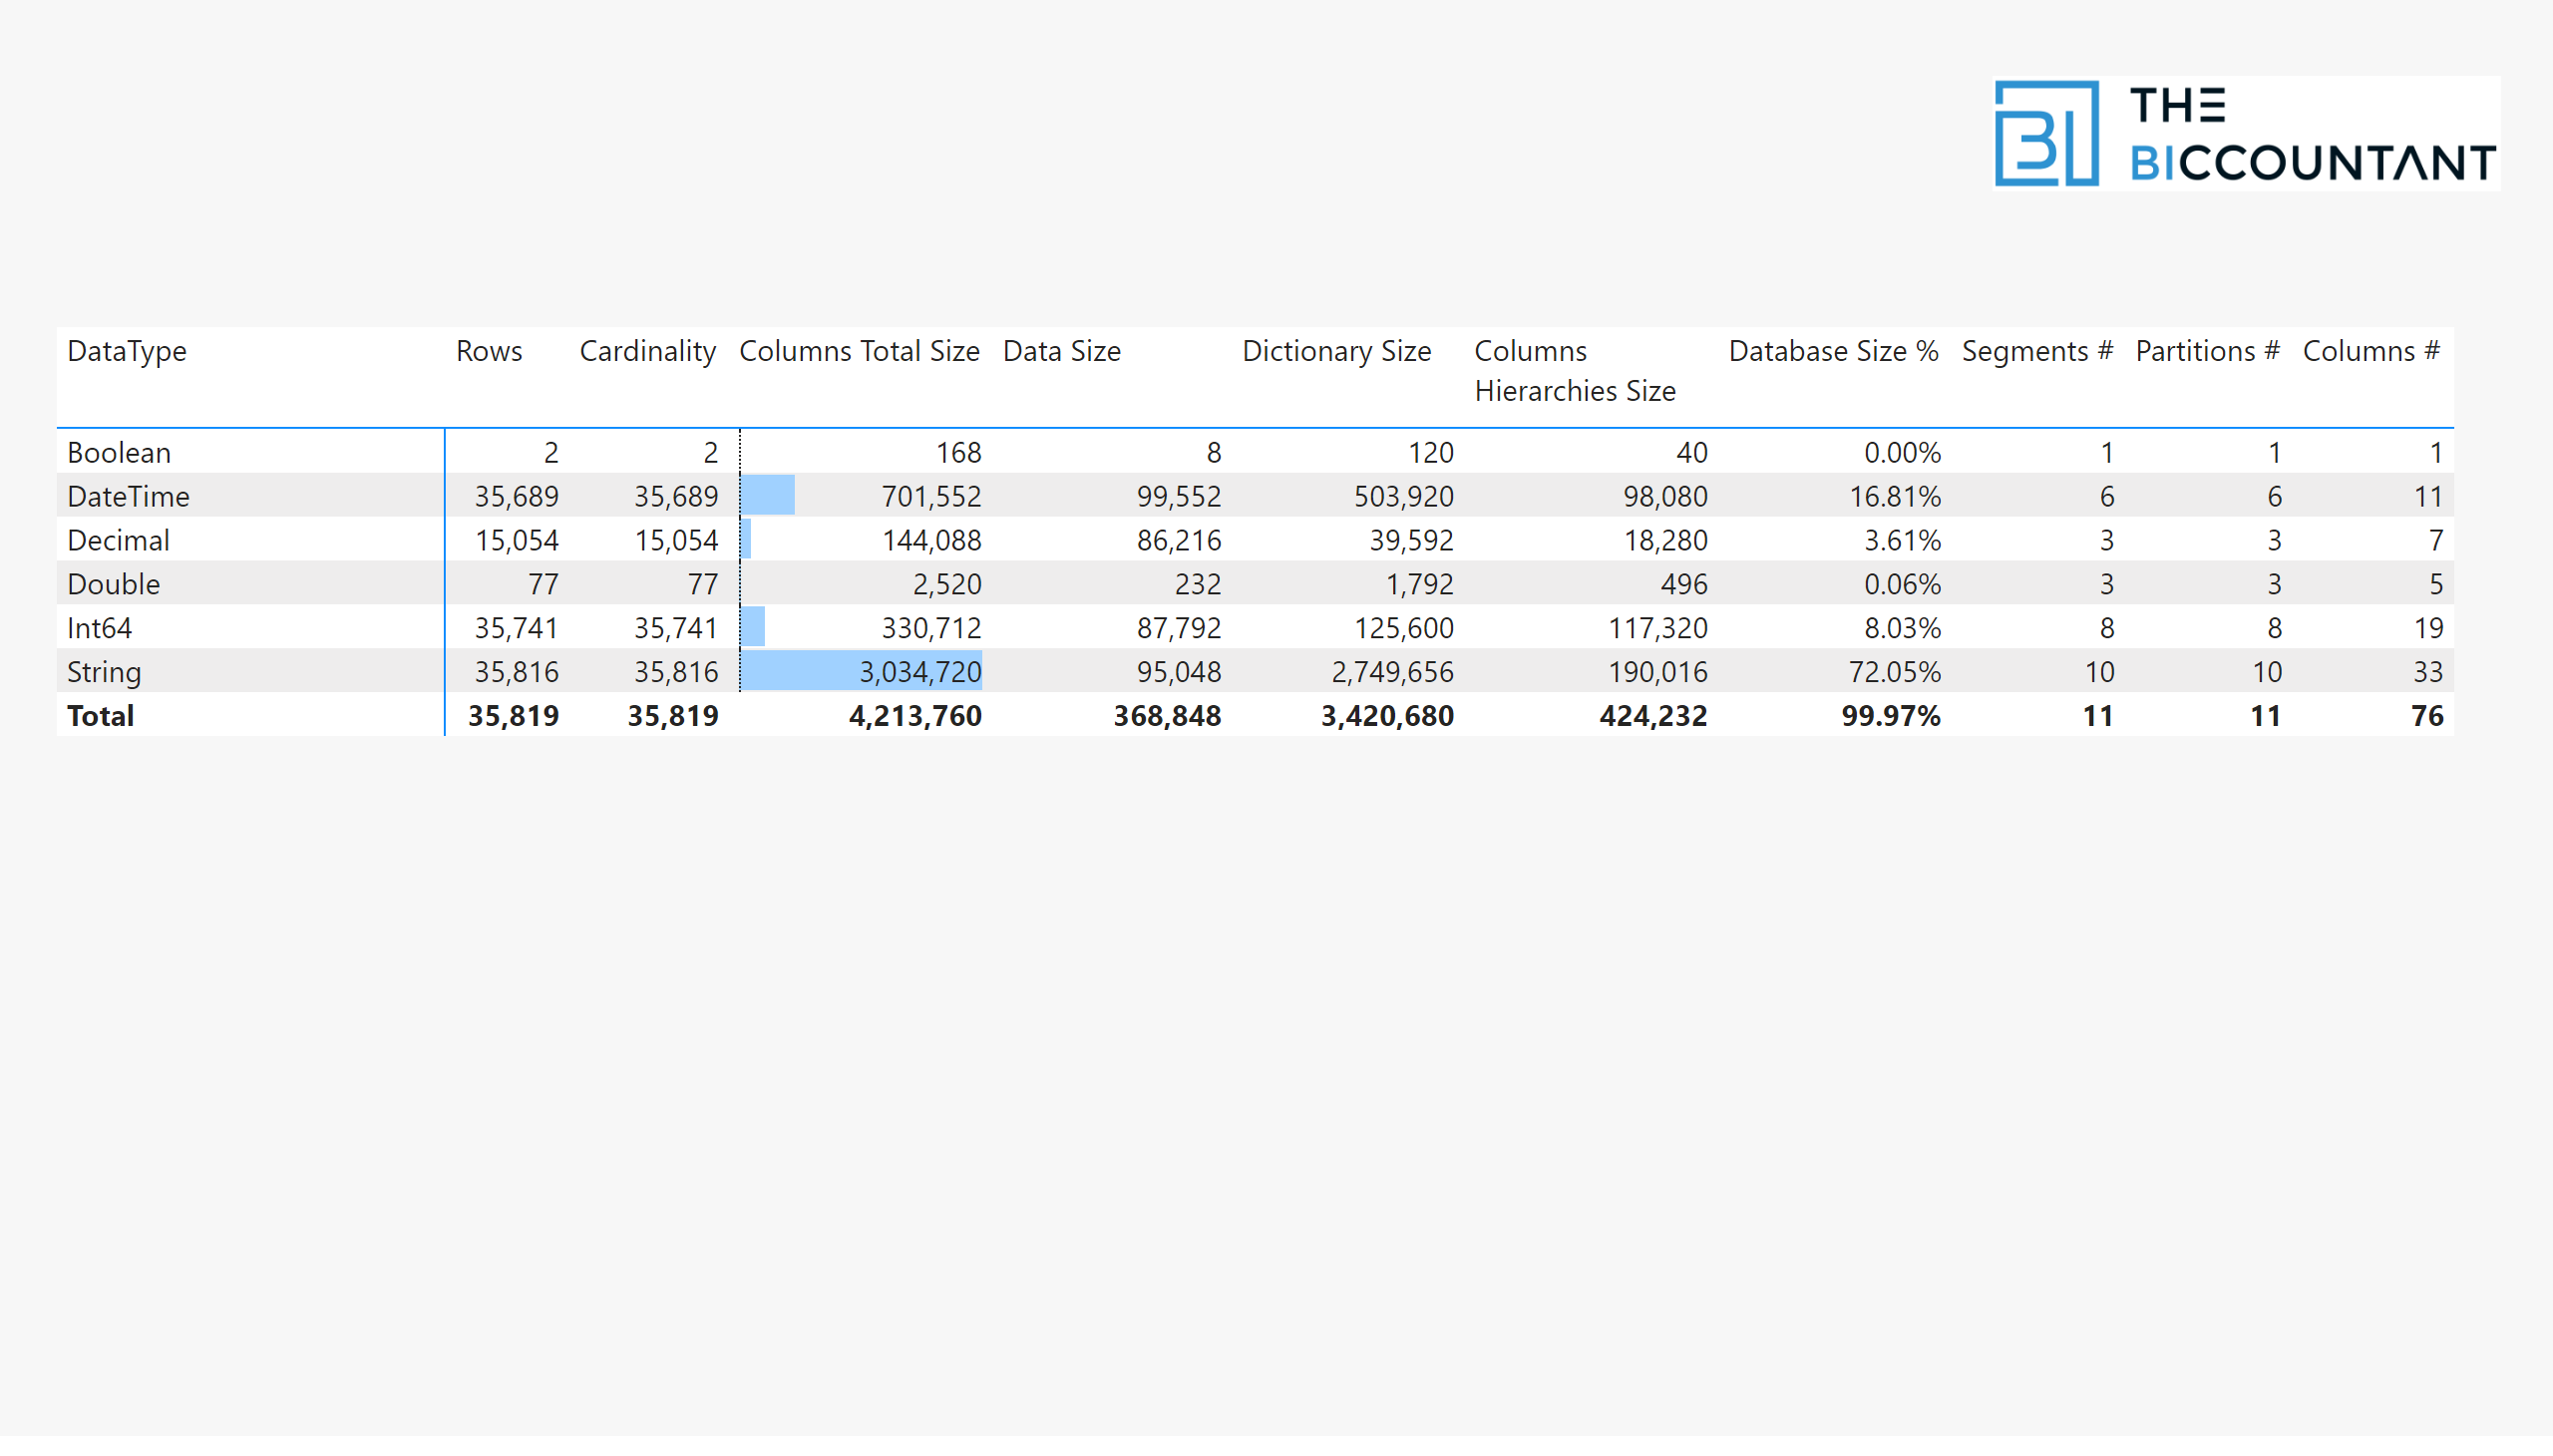 THE
BICCOUNTANT
DataType Rows Cardinality Columns Total Size Data Size Dictionary Size Columns Hierarchies Size Database Size % Segments # Partitions # Columns #
Boolean 2 2 168 8 120 40 0.00% 1 1 1
DateTime 35,689 35,689 701,552 99,552 503,920 98,080 16.81% 6 6 11
Decimal 15,054 15,054 144,088 86,216 39,592 18,280 3.61% 3 3 7
Double 77 77 2,520 232 1,792 496 0.06% 3 3 5
Int64 35,741 35,741 330,712 87,792 125,600 117,320 8.03% 8 8 19
String 35,816 35,816 3,034,720 95,048 2,749,656 190,016 72.05% 10 10 33
Total 35,819 35,819 4,213,760 368,848 3,420,680 424,232 99.97% 11 11 76